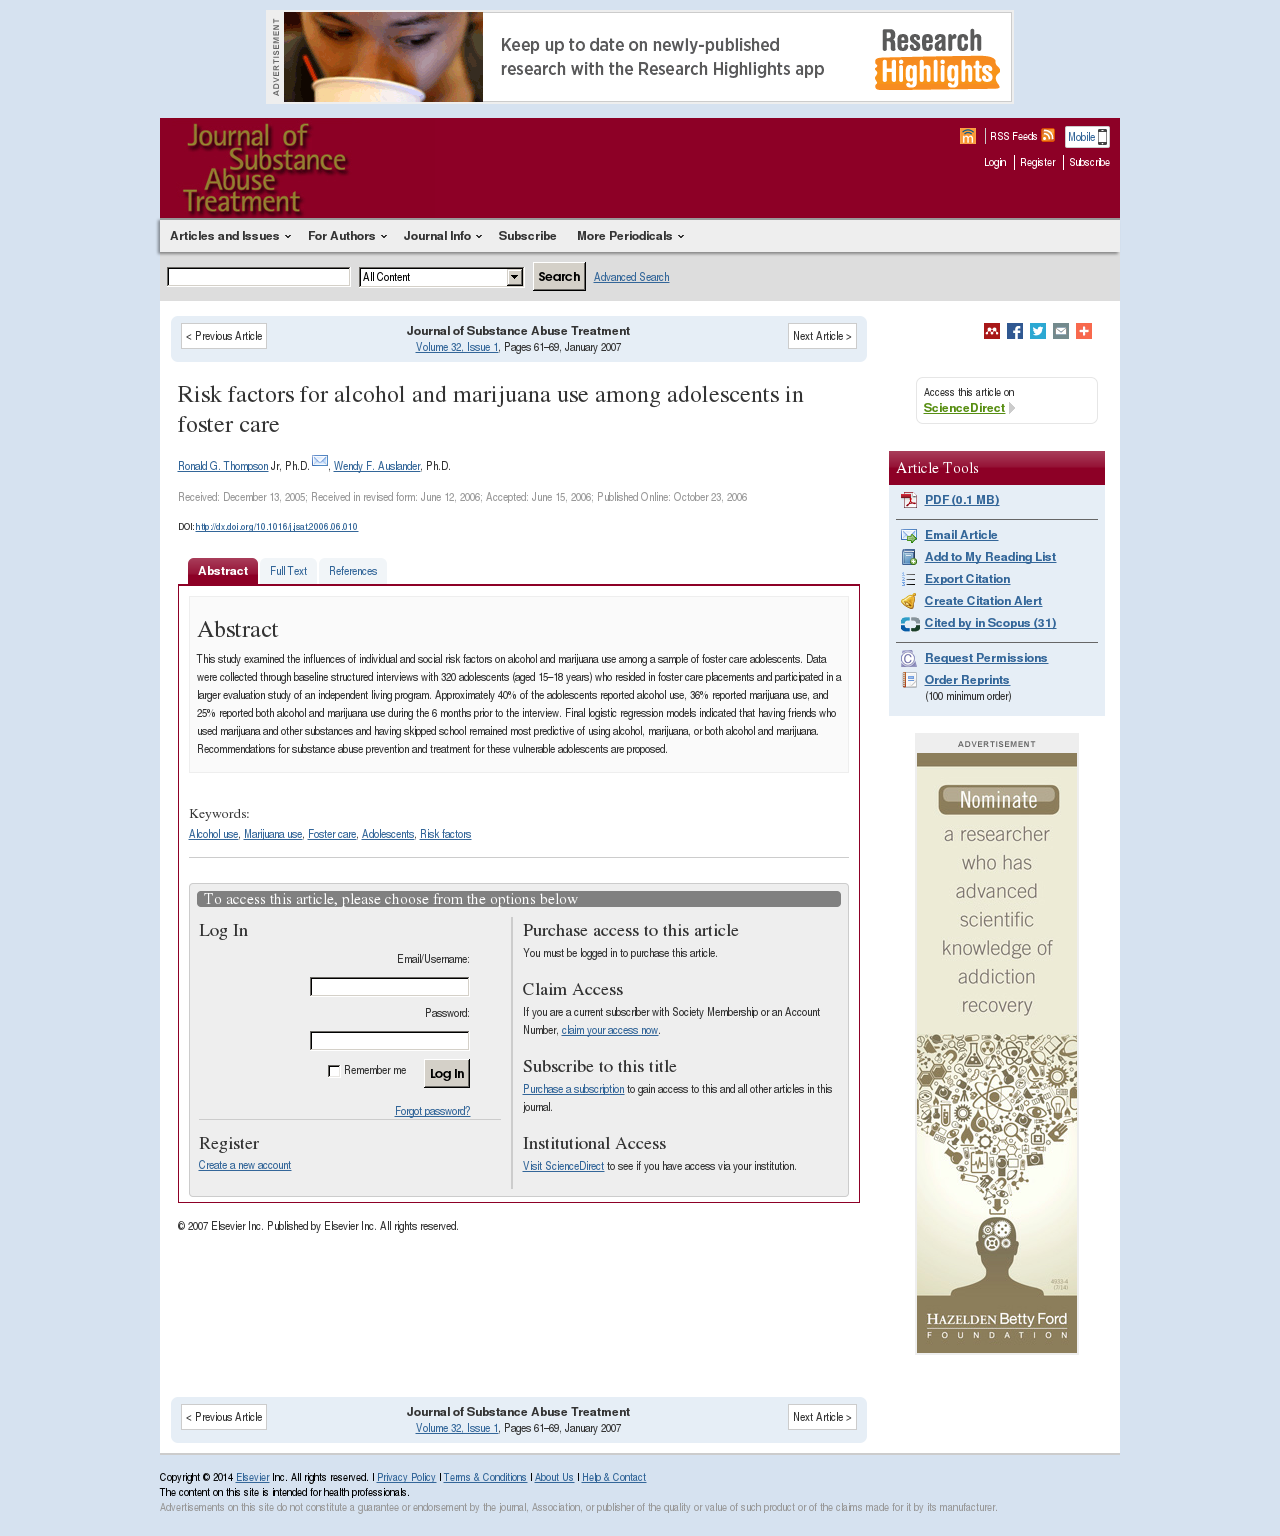 ADVERTISEMENT
Keep up to date on newly-published
research with the Research Highlights app
Research
Highlights
Journal of
Substance
Abuse
Treatment
RSS Feeds
Mobile
Login
Register
Subscribe
Articles and Issues
For Authors
Journal Info
Subscribe
More Periodicals
All Content
Search
Advanced Search
< Previous Article
Journal of Substance Abuse Treatment
Volume 32, Issue 1, Pages 61–69, January 2007
Next Article >
Risk factors for alcohol and marijuana use among adolescents in
foster care
Ronald G. Thompson Jr, Ph.D. , Wendy F. Auslander, Ph.D.
Received: December 13, 2005; Received in revised form: June 12, 2006; Accepted: June 15, 2006; Published Online: October 23, 2006
DOI: http://dx.doi.org/10.1016/j.jsat.2006.06.010
Abstract
Full Text
References
Abstract
This study examined the influences of individual and social risk factors on alcohol and marijuana use among a sample of foster care adolescents. Data
were collected through baseline structured interviews with 320 adolescents (aged 15–18 years) who resided in foster care placements and participated in a
larger evaluation study of an independent living program. Approximately 40% of the adolescents reported alcohol use, 36% reported marijuana use, and
25% reported both alcohol and marijuana use during the 6 months prior to the interview. Final logistic regression models indicated that having friends who
used marijuana and other substances and having skipped school remained most predictive of using alcohol, marijuana, or both alcohol and marijuana.
Recommendations for substance abuse prevention and treatment for these vulnerable adolescents are proposed.
Keywords:
Alcohol use, Marijuana use, Foster care, Adolescents, Risk factors
To access this article, please choose from the options below
Log In
Email/Username:
Password:
Remember me
Log In
Forgot password?
Register
Create a new account
Purchase access to this article
You must be logged in to purchase this article.
Claim Access
If you are a current subscriber with Society Membership or an Account
Number, claim your access now.
Subscribe to this title
Purchase a subscription to gain access to this and all other articles in this
journal.
Institutional Access
Visit ScienceDirect to see if you have access via your institution.
© 2007 Elsevier Inc. Published by Elsevier Inc. All rights reserved.
Access this article on
ScienceDirect
Article Tools
PDF (0.1 MB)
Email Article
Add to My Reading List
Export Citation
Create Citation Alert
Cited by in Scopus (31)
Request Permissions
Order Reprints
(100 minimum order)
ADVERTISEMENT
Nominate
a researcher
who has
advanced
scientific
knowledge of
addiction
recovery
HAZELDEN Betty Ford
FOUNDATION
< Previous Article
Journal of Substance Abuse Treatment
Volume 32, Issue 1, Pages 61–69, January 2007
Next Article >
Copyright © 2014 Elsevier Inc. All rights reserved. | Privacy Policy | Terms & Conditions | About Us | Help & Contact
The content on this site is intended for health professionals.
Advertisements on this site do not constitute a guarantee or endorsement by the journal, Association, or publisher of the quality or value of such product or of the claims made for it by its manufacturer.